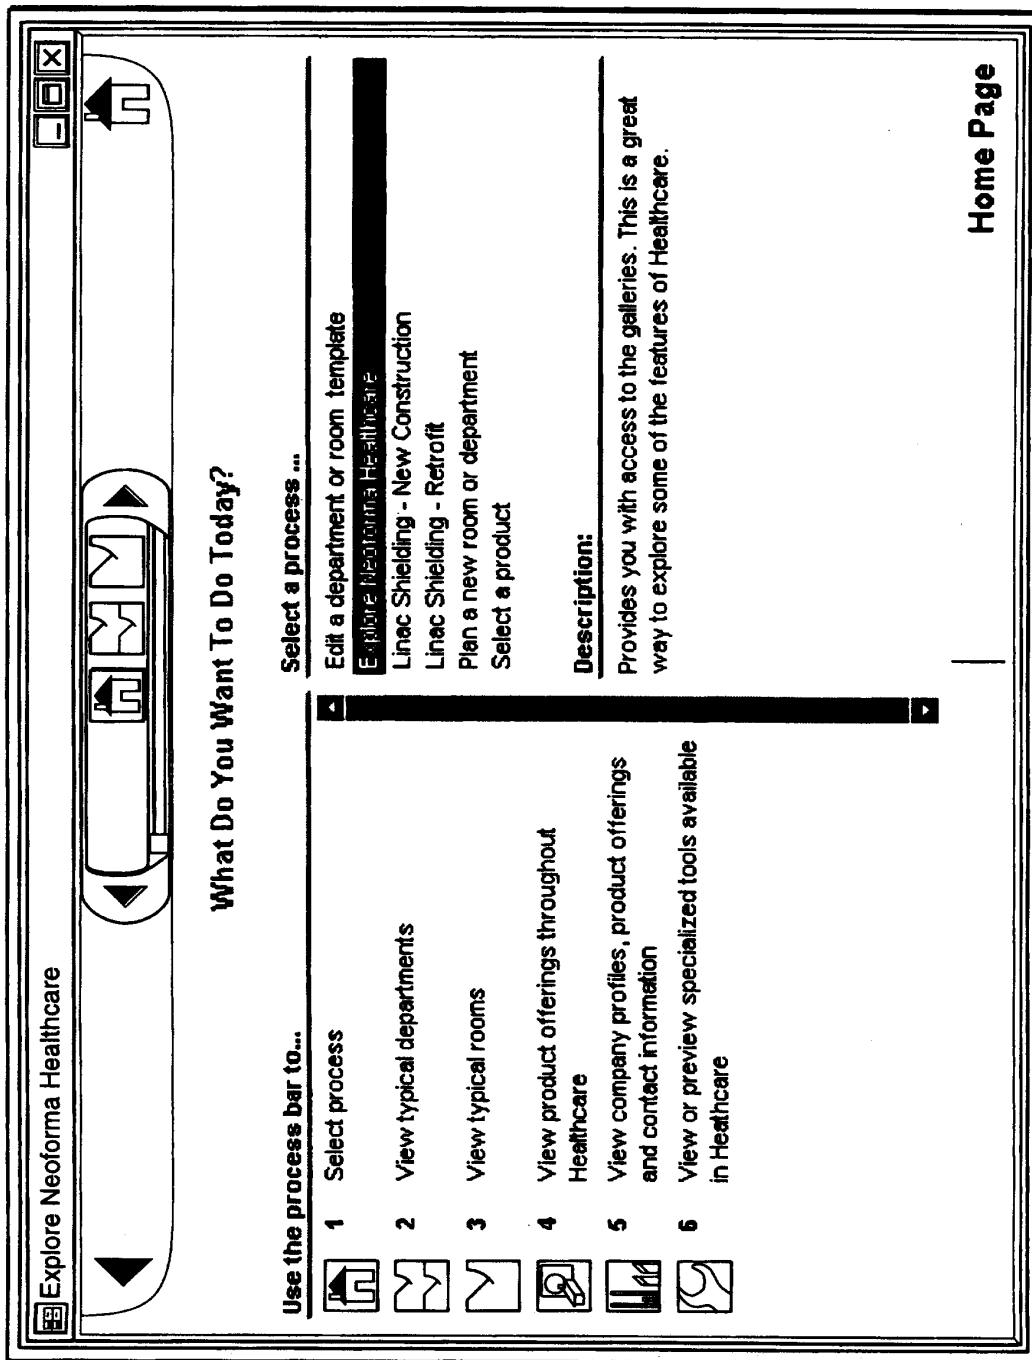 Explore Neoforma Healthcare
What Do You Want To Do Today?
Use the process bar to...
1 Select process
2 View typical departments
3 View typical rooms
4 View product offerings throughout
Healthcare
5 View company profiles, product offerings
and contact information
6 View or preview specialized tools available
in Heathcare
Select a process ...
Edit a department or room template
Explore Neoforma Healthcare
Linac Shielding - New Construction
Linac Shielding - Retrofit
Plan a new room or department
Select a product
Description:
Provides you with access to the galleries. This is a great
way to explore some of the features of Healthcare.
Home Page